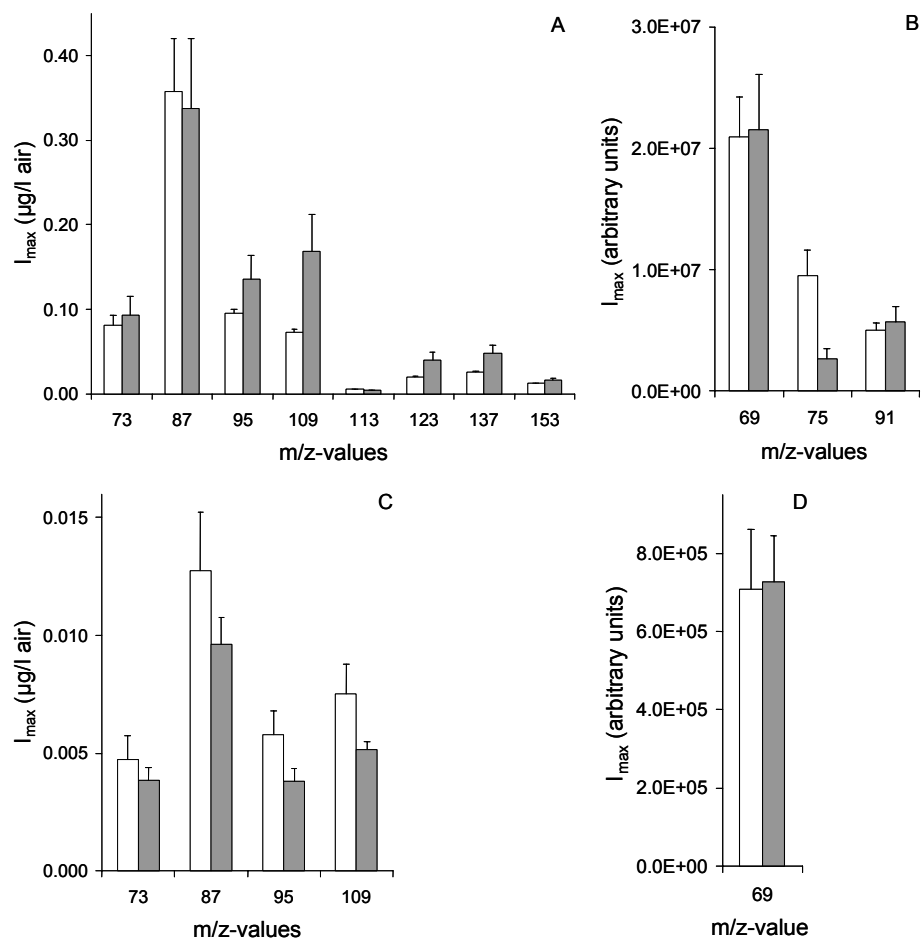 A
0.40
0.30
0.20
0.10
0.00
Imax (µg/l air)
73 87 95 109 113 123 137 153
m/z-values
B
3.0E+07
2.0E+07
1.0E+07
0.0E+00
Imax (arbitrary units)
69 75 91
m/z-values
C
0.015
0.010
0.005
0.000
Imax (µg/l air)
73 87 95 109
m/z-values
D
8.0E+05
6.0E+05
4.0E+05
2.0E+05
0.0E+00
Imax (arbitrary units)
69
m/z-value